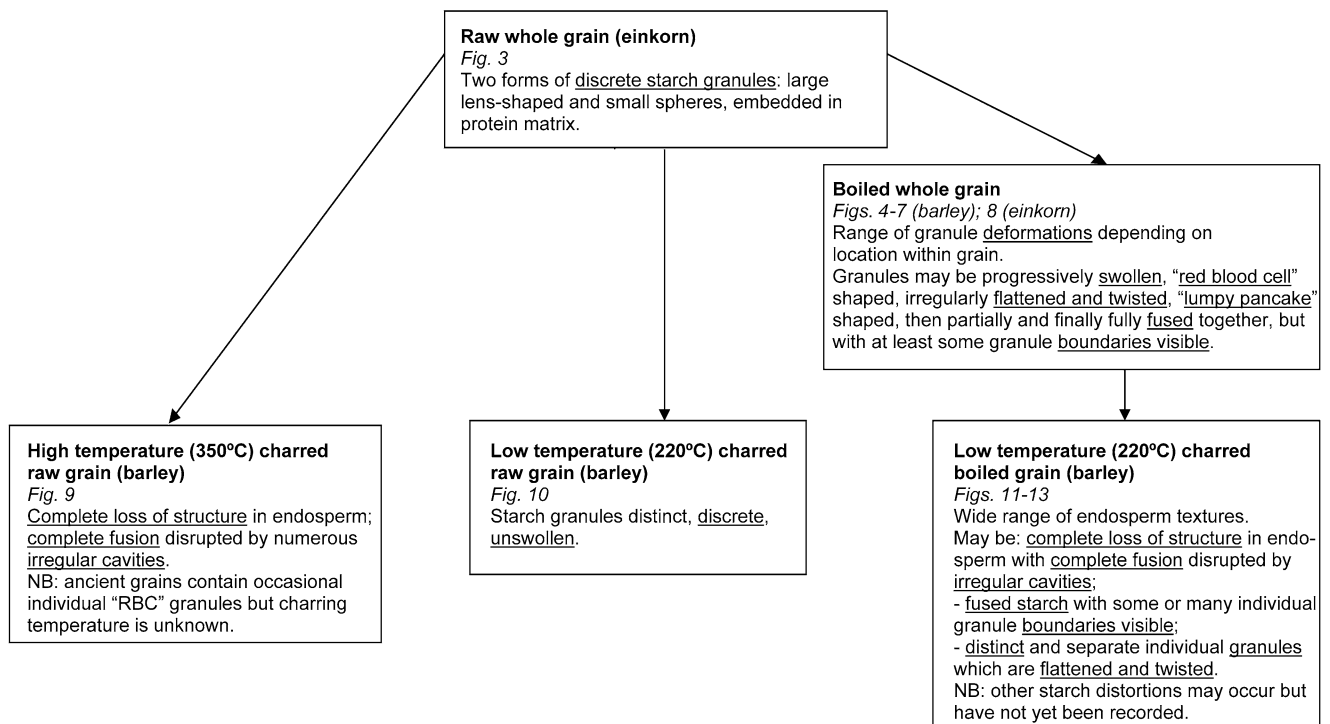 Raw whole grain (einkorn)
Fig. 3
Two forms of discrete starch granules: large
lens-shaped and small spheres, embedded in
protein matrix.
Boiled whole grain
Figs. 4-7 (barley); 8 (einkorn)
Range of granule deformations depending on
location within grain.
Granules may be progressively swollen, “red blood cell”
shaped, irregularly flattened and twisted, “lumpy pancake”
shaped, then partially and finally fully fused together, but
with at least some granule boundaries visible.
High temperature (350ºC) charred
raw grain (barley)
Fig. 9
Complete loss of structure in endosperm;
complete fusion disrupted by numerous
irregular cavities.
NB: ancient grains contain occasional
individual “RBC” granules but charring
temperature is unknown.
Low temperature (220ºC) charred
raw grain (barley)
Fig. 10
Starch granules distinct, discrete,
unswollen.
Low temperature (220ºC) charred
boiled grain (barley)
Figs. 11-13
Wide range of endosperm textures.
May be: complete loss of structure in endo-
sperm with complete fusion disrupted by
irregular cavities;
- fused starch with some or many individual
granule boundaries visible;
- distinct and separate individual granules
which are flattened and twisted.
NB: other starch distortions may occur but
have not yet been recorded.